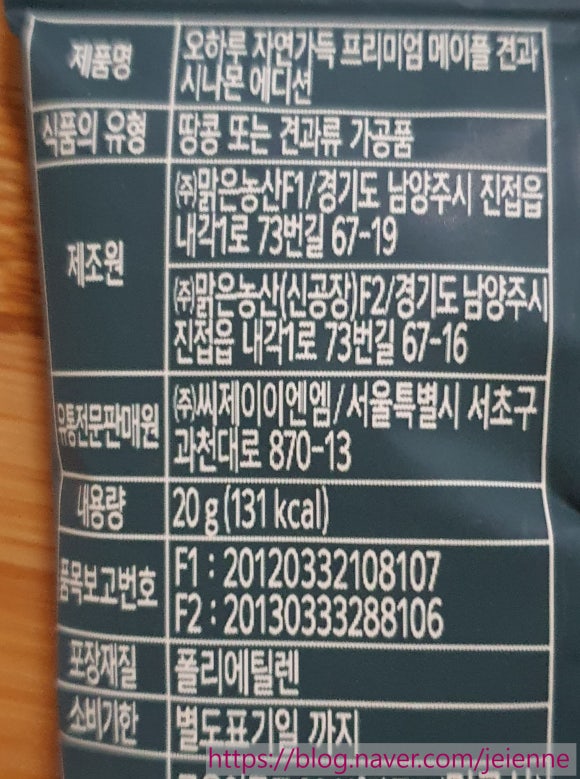 제품명 오하루 자연가득 프리미엄 메이플 견과
시나몬 에디션
식품의 유형 땅콩 또는 견과류 가공품
제조원 ㈜맑은농산F1/경기도 남양주시 진접읍
내각1로 73번길 67-19
㈜맑은농산(신공장)F2/경기도 남양주시
진접읍 내각1로 73번길 67-16
유통전문판매원 ㈜씨제이이엔엠/서울특별시 서초구
과천대로 870-13
내용량 20 g (131 kcal)
품목보고번호 F1 : 20120332108107
F2 : 20130333288106
포장재질 폴리에틸렌
소비기한 별도표기일 까지
https://blog.naver.com/jeienne